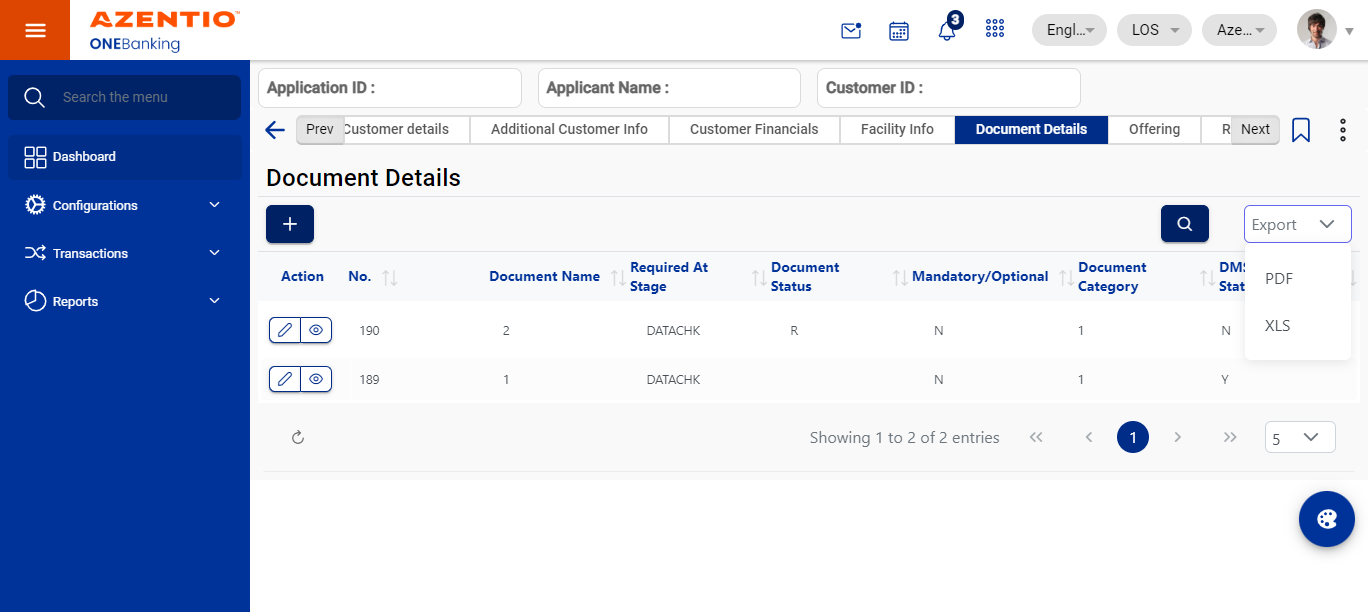 AZENTIO™
ONEBanking
3
Engl...
LOS
Aze...
Search the menu
Dashboard
Configurations
Transactions
Reports
Application ID :
Applicant Name :
Customer ID :
Prev
Customer details
Additional Customer Info
Customer Financials
Facility Info
Document Details
Offering
R
Next
Document Details
+
Export
PDF
XLS
Action
No.
Document Name
Required At
Stage
Document
Status
Mandatory/Optional
Document
Category
DMS
Stat
190 2 DATACHK R N 1 N
189 1 DATACHK N 1 Y
Showing 1 to 2 of 2 entries
1
5